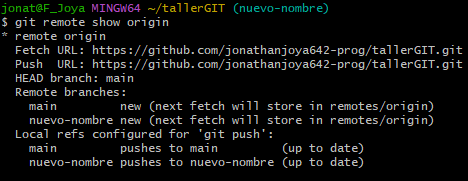 jonat@F_Joya MINGW64 ~/tallerGIT (nuevo-nombre)
$ git remote show origin
* remote origin
  Fetch URL: https://github.com/jonathanjoya642-prog/tallerGIT.git
  Push  URL: https://github.com/jonathanjoya642-prog/tallerGIT.git
  HEAD branch: main
  Remote branches:
    main         new (next fetch will store in remotes/origin)
    nuevo-nombre new (next fetch will store in remotes/origin)
  Local refs configured for 'git push':
    main         pushes to main         (up to date)
    nuevo-nombre pushes to nuevo-nombre (up to date)